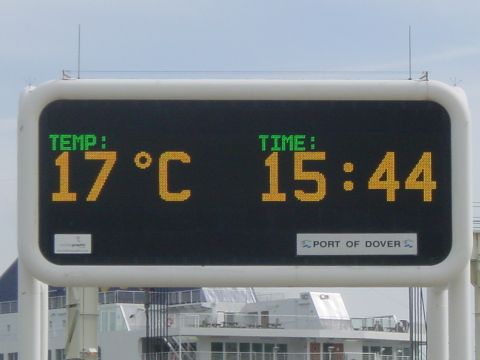 TEMP: TIME:
17 °C 15:44
PORT OF DOVER